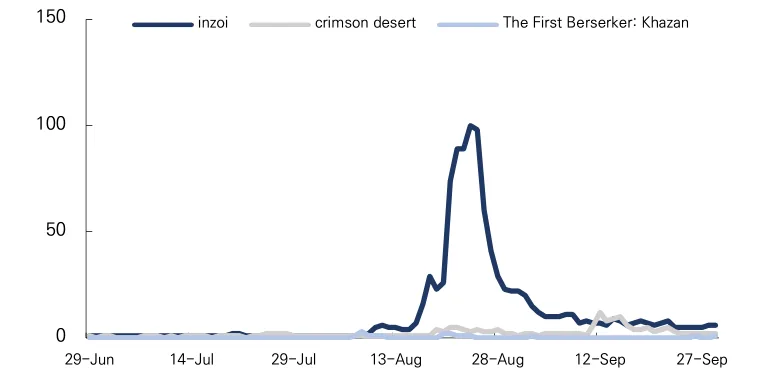 150
inzoi
crimson desert
The First Berserker: Khazan
100
50
0
29-Jun
14-Jul
29-Jul
13-Aug
28-Aug
12-Sep
27-Sep